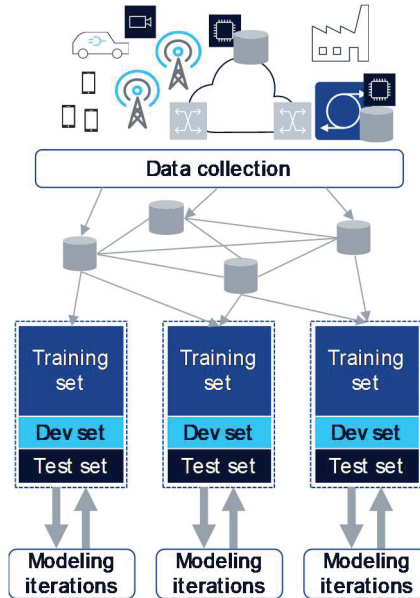 Data collection
Training set
Training set
Training set
Dev set
Dev set
Dev set
Test set
Test set
Test set
Modeling iterations
Modeling iterations
Modeling iterations